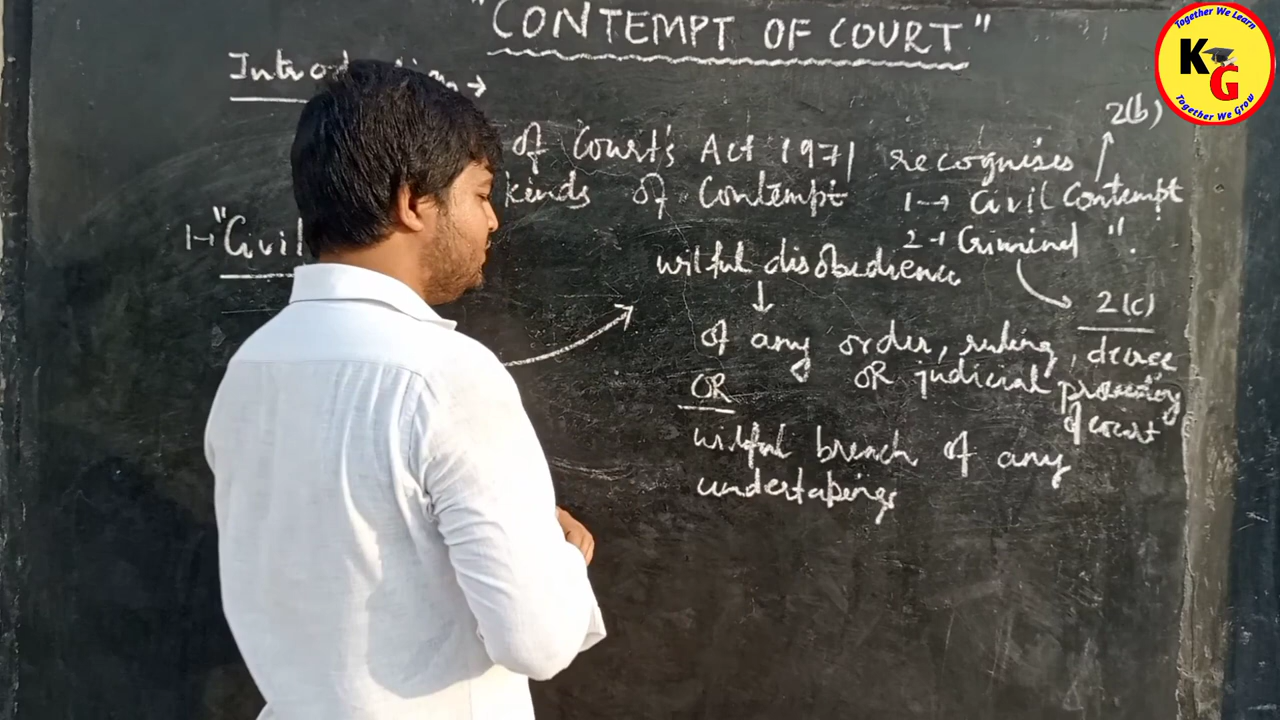 "CONTEMPT OF COURT"
Introduction →
of Court's Act 1971 recognises
kinds of Contempt
1→ Civil Contempt
2(b)
2→ Criminal ".
2(c)
1→ "Civil
wilful disobedience
of any order, ruling, decree
OR judicial proceeding
of court
OR
wilful breach of any
undertakings
Together We Learn
KG
Together We Grow